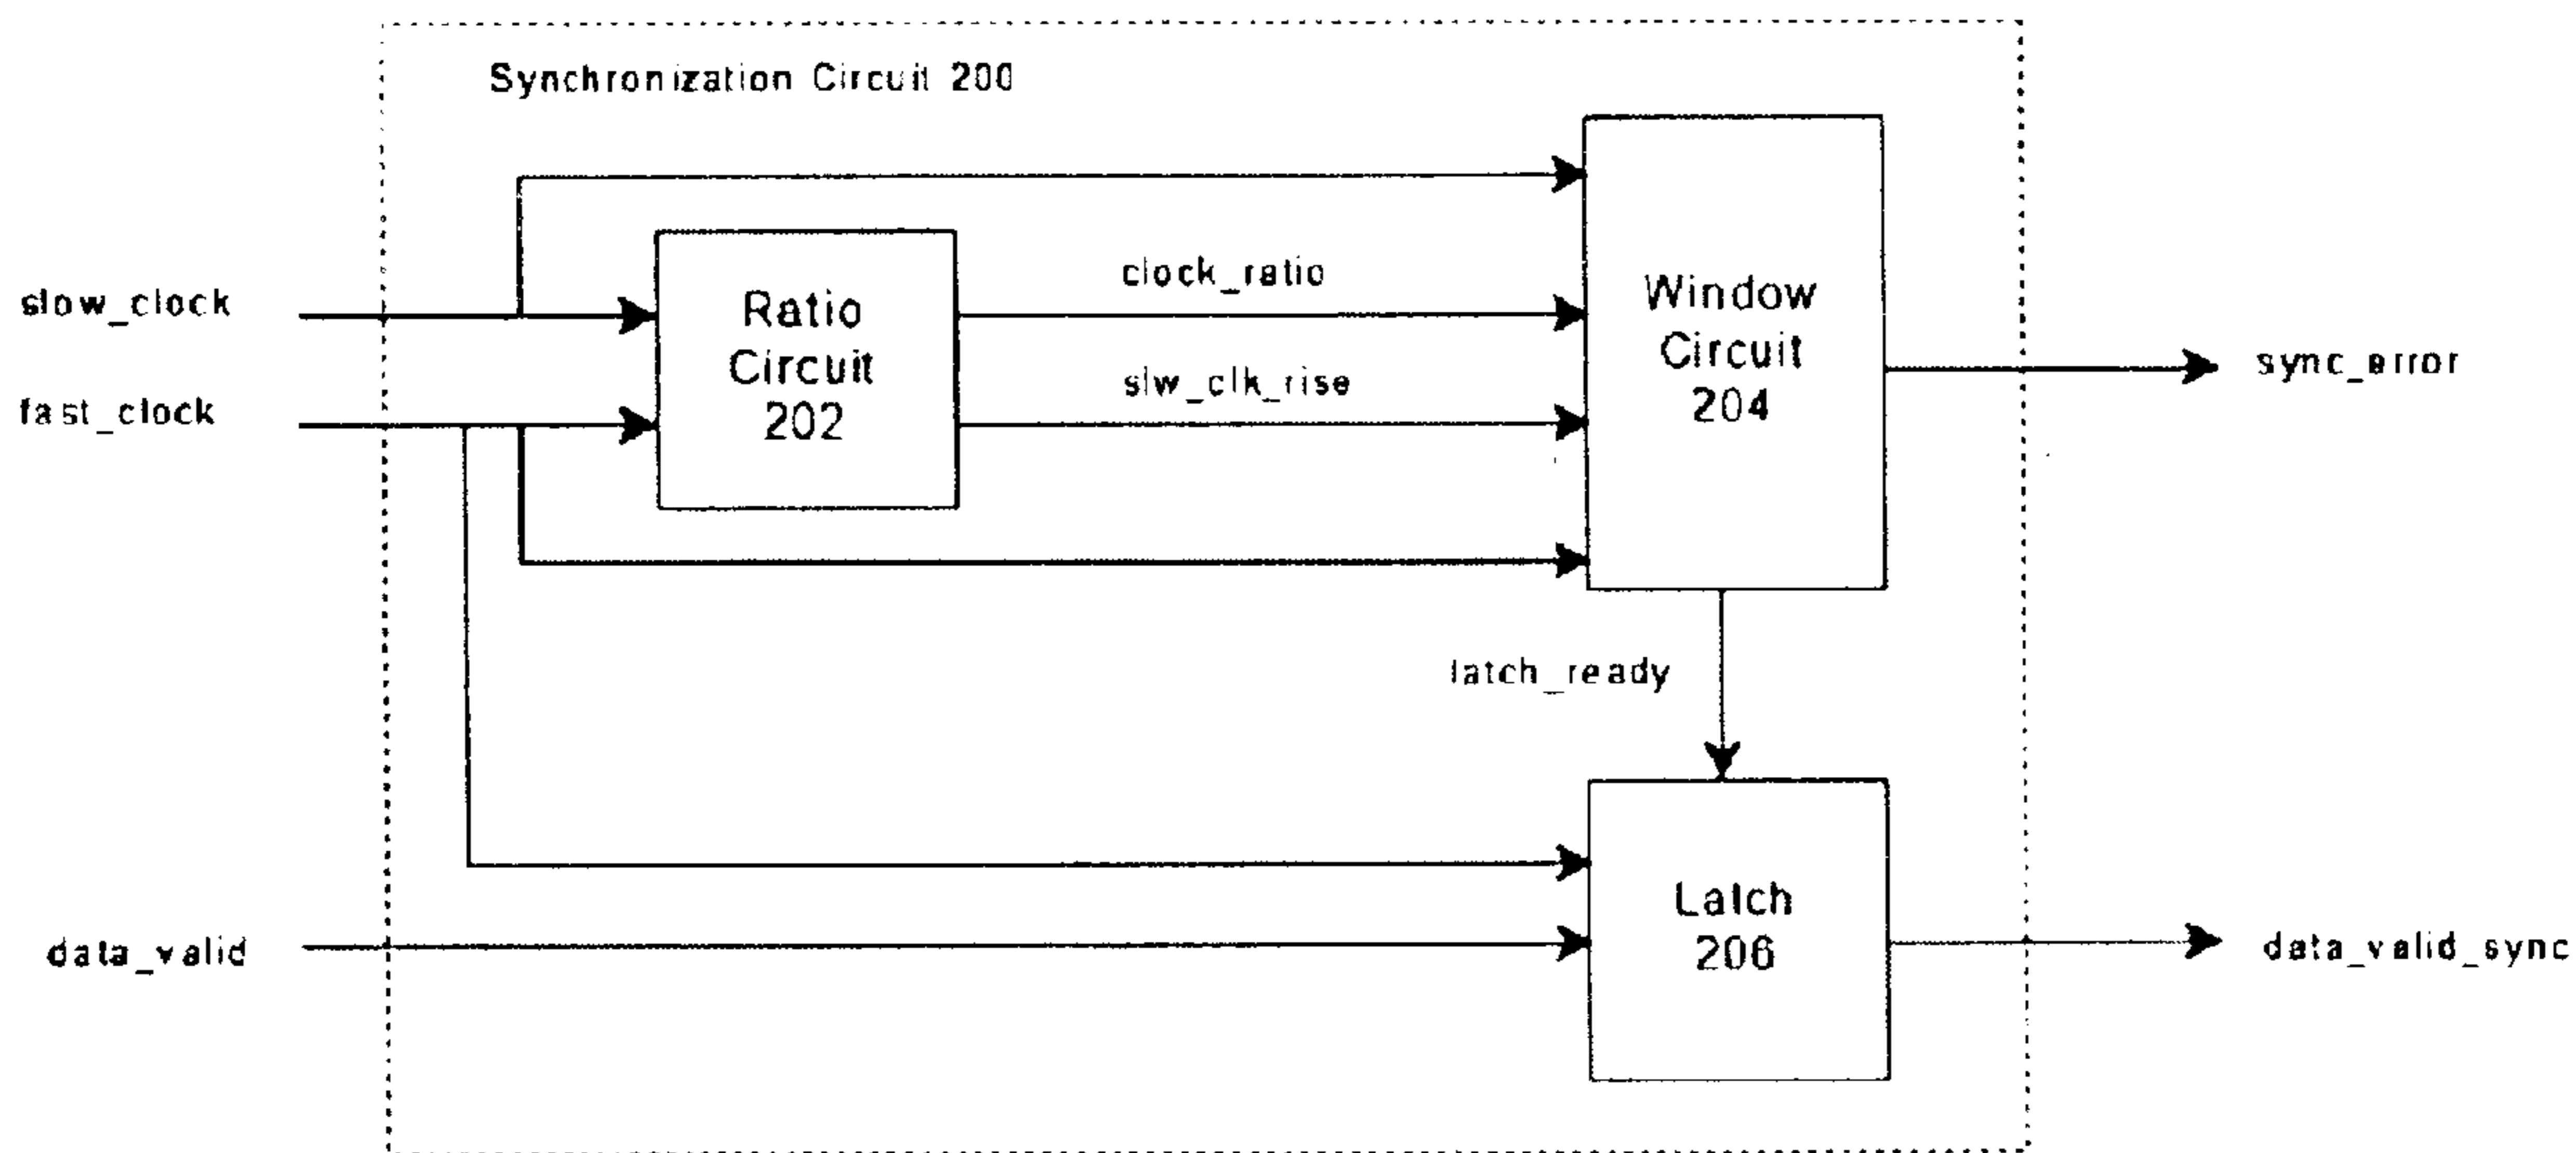 Synchronization Circuit 200
slow_clock
fast_clock
Ratio
Circuit
202
clock_ratio
slw_clk_rise
Window
Circuit
204
sync_error
latch_ready
data_valid
Latch
206
data_valid_sync